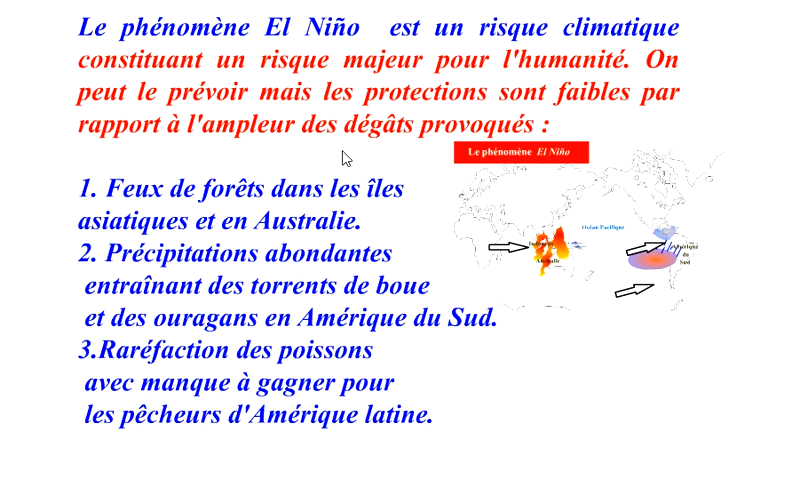 Le phénomène El Niño est un risque climatique
constituant un risque majeur pour l'humanité. On
peut le prévoir mais les protections sont faibles par
rapport à l'ampleur des dégâts provoqués :
Le phénomène El Niño
1. Feux de forêts dans les îles
asiatiques et en Australie.
2. Précipitations abondantes
entraînant des torrents de boue
et des ouragans en Amérique du Sud.
3.Raréfaction des poissons
avec manque à gagner pour
les pêcheurs d'Amérique latine.
Océan Pacifique
Australie
du
Sud